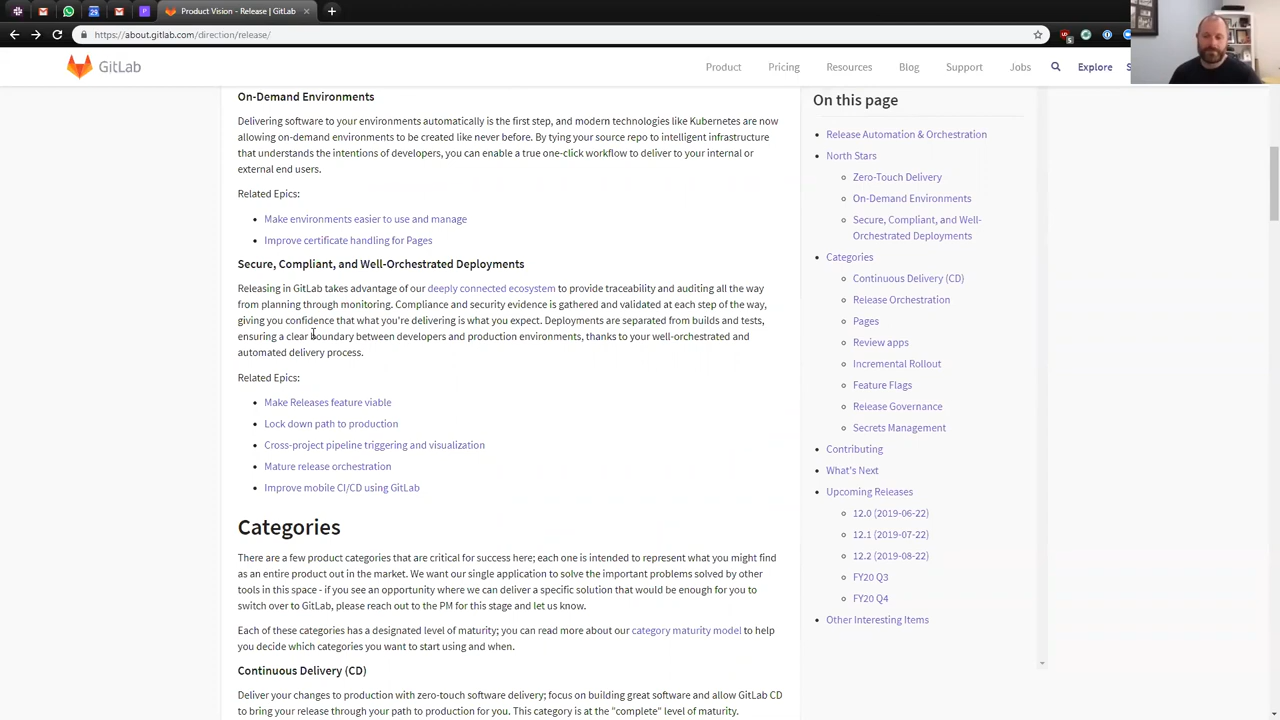 Product Vision - Release | GitLab
https://about.gitlab.com/direction/release/
GitLab
Product
Pricing
Resources
Blog
Support
Jobs
Explore
On-Demand Environments
Delivering software to your environments automatically is the first step, and modern technologies like Kubernetes are now
allowing on-demand environments to be created like never before. By tying your source repo to intelligent infrastructure
that understands the intentions of developers, you can enable a true one-click workflow to deliver to your internal or
external end users.
Related Epics:
Make environments easier to use and manage
Improve certificate handling for Pages
Secure, Compliant, and Well-Orchestrated Deployments
Releasing in GitLab takes advantage of our deeply connected ecosystem to provide traceability and auditing all the way
from planning through monitoring. Compliance and security evidence is gathered and validated at each step of the way,
giving you confidence that what you're delivering is what you expect. Deployments are separated from builds and tests,
ensuring a clear boundary between developers and production environments, thanks to your well-orchestrated and
automated delivery process.
Related Epics:
Make Releases feature viable
Lock down path to production
Cross-project pipeline triggering and visualization
Mature release orchestration
Improve mobile CI/CD using GitLab
Categories
There are a few product categories that are critical for success here; each one is intended to represent what you might find
as an entire product out in the market. We want our single application to solve the important problems solved by other
tools in this space - if you see an opportunity where we can deliver a specific solution that would be enough for you to
switch over to GitLab, please reach out to the PM for this stage and let us know.
Each of these categories has a designated level of maturity; you can read more about our category maturity model to help
you decide which categories you want to start using and when.
Continuous Delivery (CD)
Deliver your changes to production with zero-touch software delivery; focus on building great software and allow GitLab CD
to bring your release through your path to production for you. This category is at the "complete" level of maturity.
On this page
Release Automation & Orchestration
North Stars
Zero-Touch Delivery
On-Demand Environments
Secure, Compliant, and Well-
Orchestrated Deployments
Categories
Continuous Delivery (CD)
Release Orchestration
Pages
Review apps
Incremental Rollout
Feature Flags
Release Governance
Secrets Management
Contributing
What's Next
Upcoming Releases
12.0 (2019-06-22)
12.1 (2019-07-22)
12.2 (2019-08-22)
FY20 Q3
FY20 Q4
Other Interesting Items